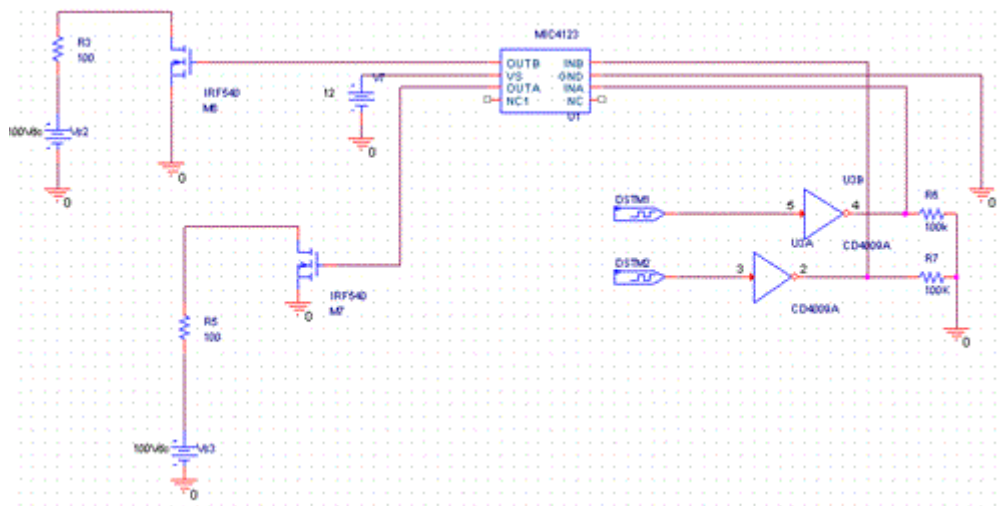 MIC4123
R3
100
OUTB INB
VS GND
OUTA INA
NC1 NC
U1
IRF540
M6
V7
12
0
100Vdc Vs2
0
0
0
0
DSTM1
5
U3B
4
R6
100k
U3A
CD4009A
DSTM2
3
2
R7
100K
CD4009A
0
IRF540
M7
0
R5
100
100Vdc Vs3
0